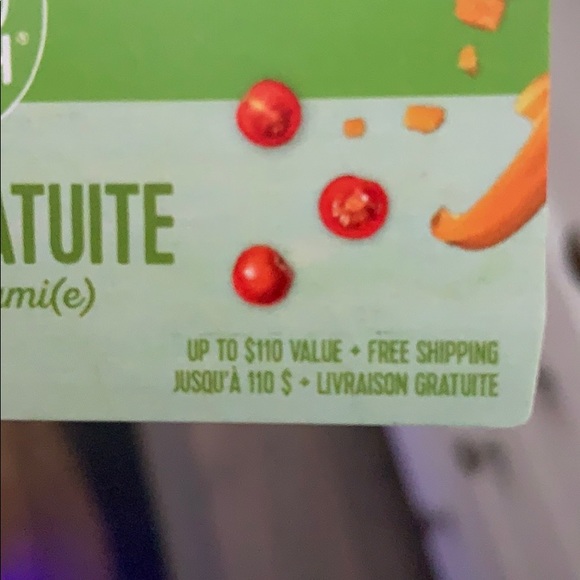 ATUITE
mi(e)
UP TO $110 VALUE + FREE SHIPPING
JUSQU'À 110 $ + LIVRAISON GRATUITE